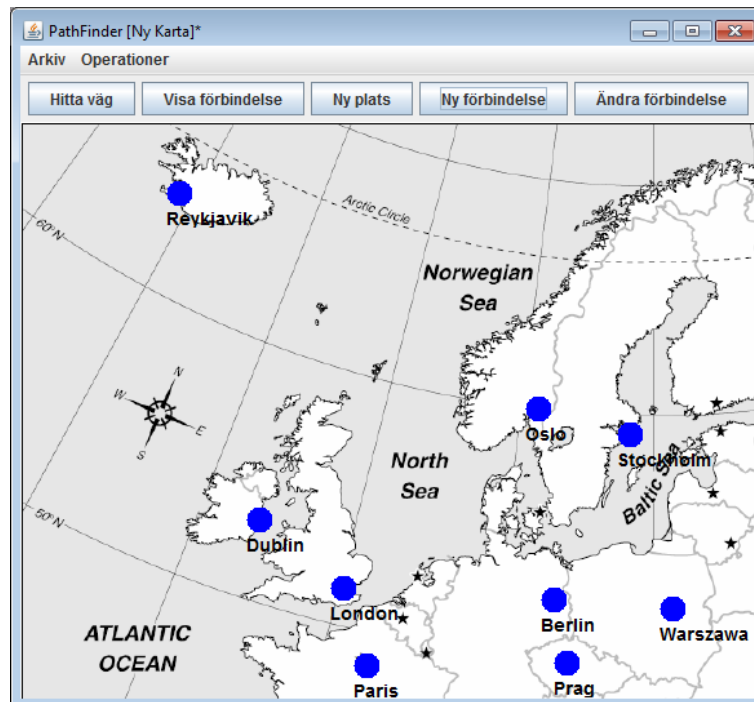 PathFinder [Ny Karta]*
Arkiv Operationer
Hitta väg Visa förbindelse Ny plats Ny förbindelse Ändra förbindelse
Reykjavik
Arctic Circle
60°N
Norwegian
Sea
N
W
E
S
Oslo
Stockholm
North
Sea
Baltic Sea
50°N
Dublin
London
Berlin
Warszawa
ATLANTIC
OCEAN
Paris
Prag